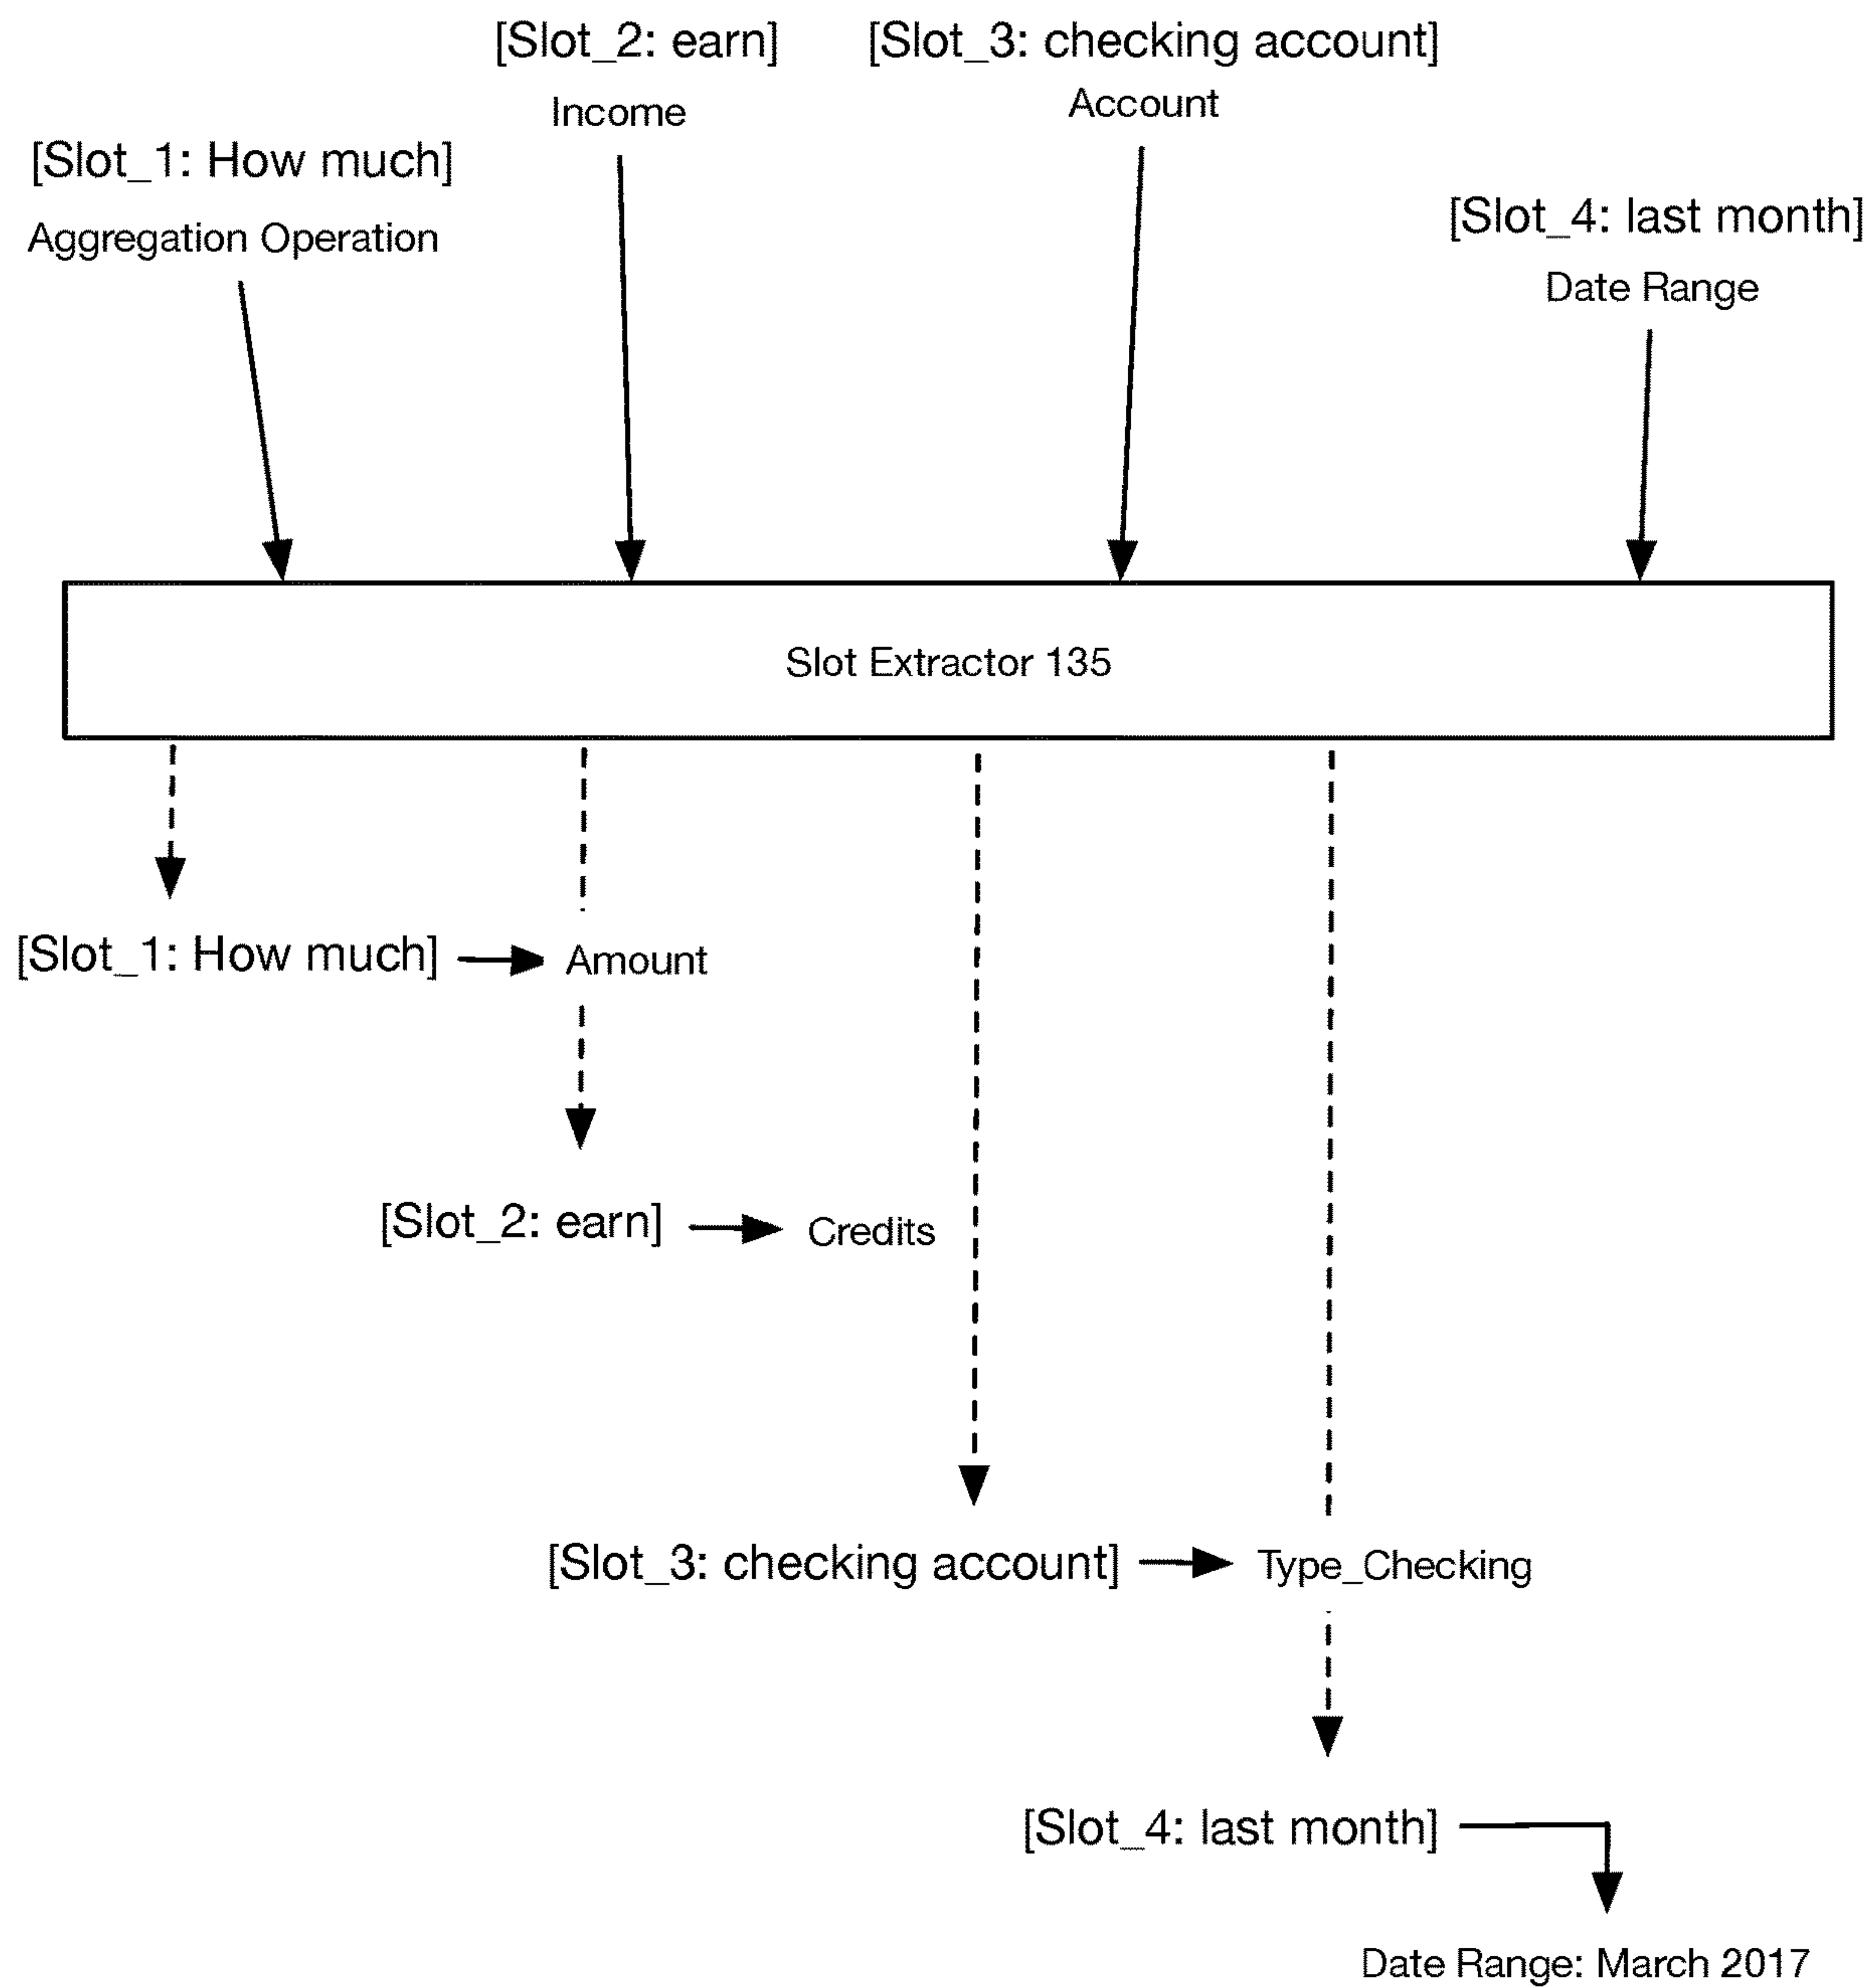 [Slot_2: earn]
Income
[Slot_3: checking account]
Account
[Slot_1: How much]
Aggregation Operation
[Slot_4: last month]
Date Range
Slot Extractor 135
[Slot_1: How much]
Amount
[Slot_2: earn]
Credits
[Slot_3: checking account]
Type_Checking
[Slot_4: last month]
Date Range: March 2017